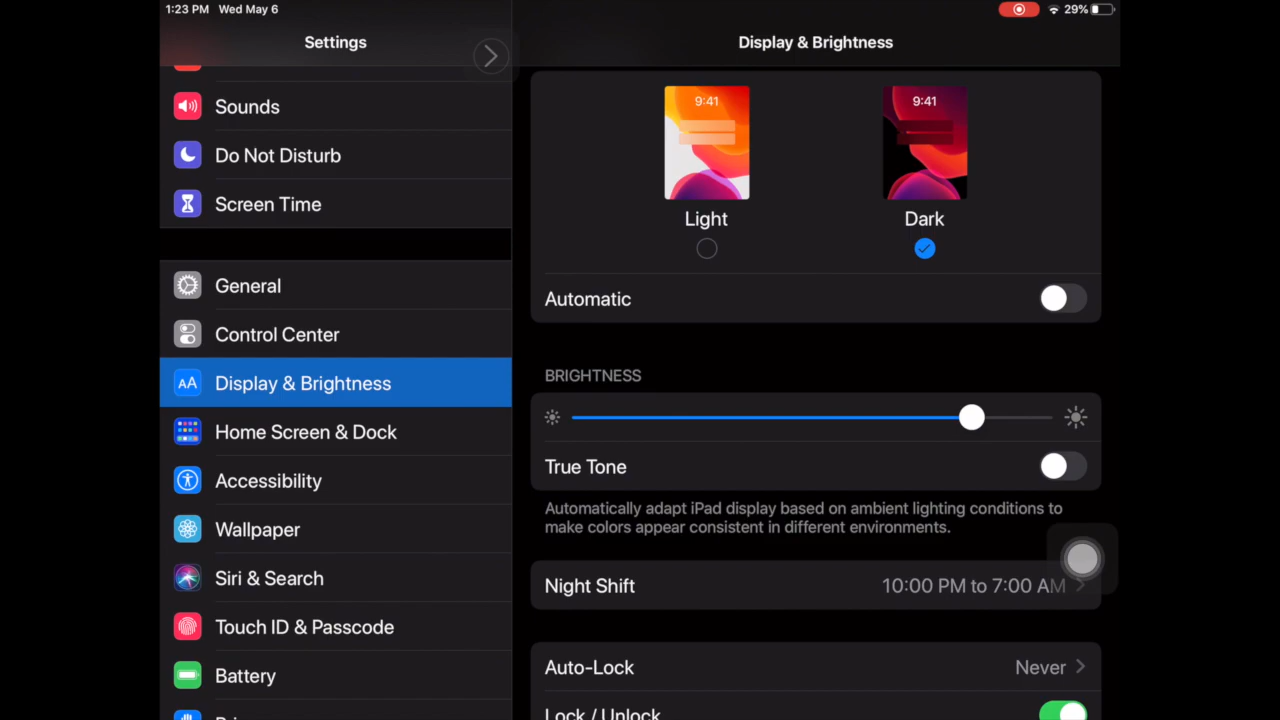 1:23 PM Wed May 6
29%
Settings
Sounds
Do Not Disturb
Screen Time
General
Control Center
AA Display & Brightness
Home Screen & Dock
Accessibility
Wallpaper
Siri & Search
Touch ID & Passcode
Battery
Display & Brightness
9:41 9:41
Light Dark
Automatic
BRIGHTNESS
True Tone
Automatically adapt iPad display based on ambient lighting conditions to
make colors appear consistent in different environments.
Night Shift 10:00 PM to 7:00 AM
Auto-Lock Never
Lock / Unlock